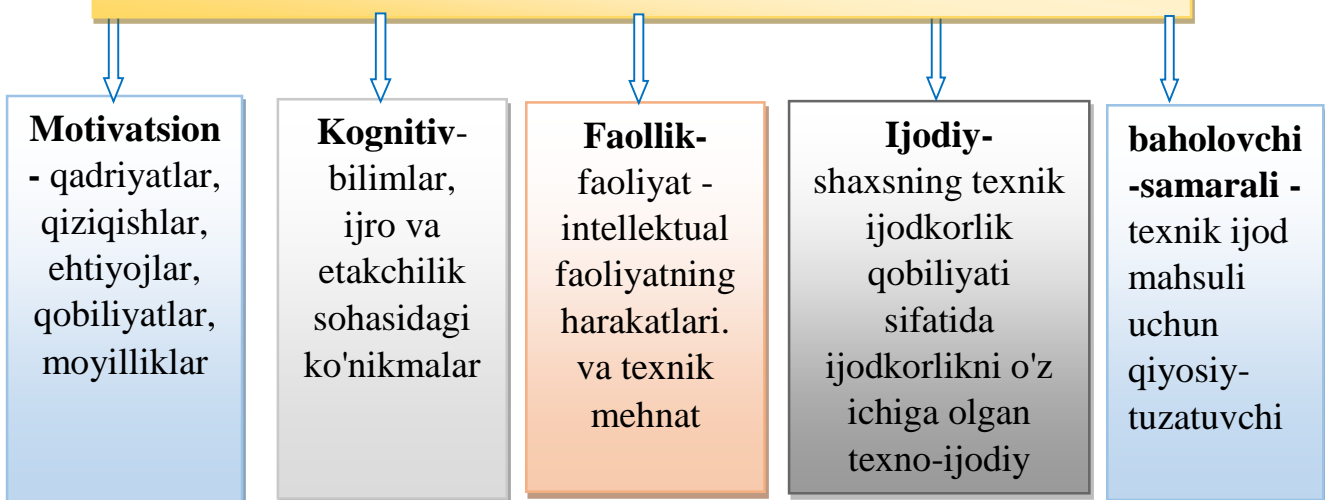 Motivatsion
- qadriyatlar,
qiziqishlar,
ehtiyojlar,
qobiliyatlar,
moyilliklar
Kognitiv-
bilimlar,
ijro va
etakchilik
sohasidagi
ko'nikmalar
Faollik-
faoliyat -
intellektual
faoliyatning
harakatlari.
va texnik
mehnat
Ijodiy-
shaxsning texnik
ijodkorlik
qobiliyati
sifatida
ijodkorlikni o'z
ichiga olgan
texno-ijodiy
baholovchi
-samarali -
texnik ijod
mahsuli
uchun
qiyosiy-
tuzatuvchi